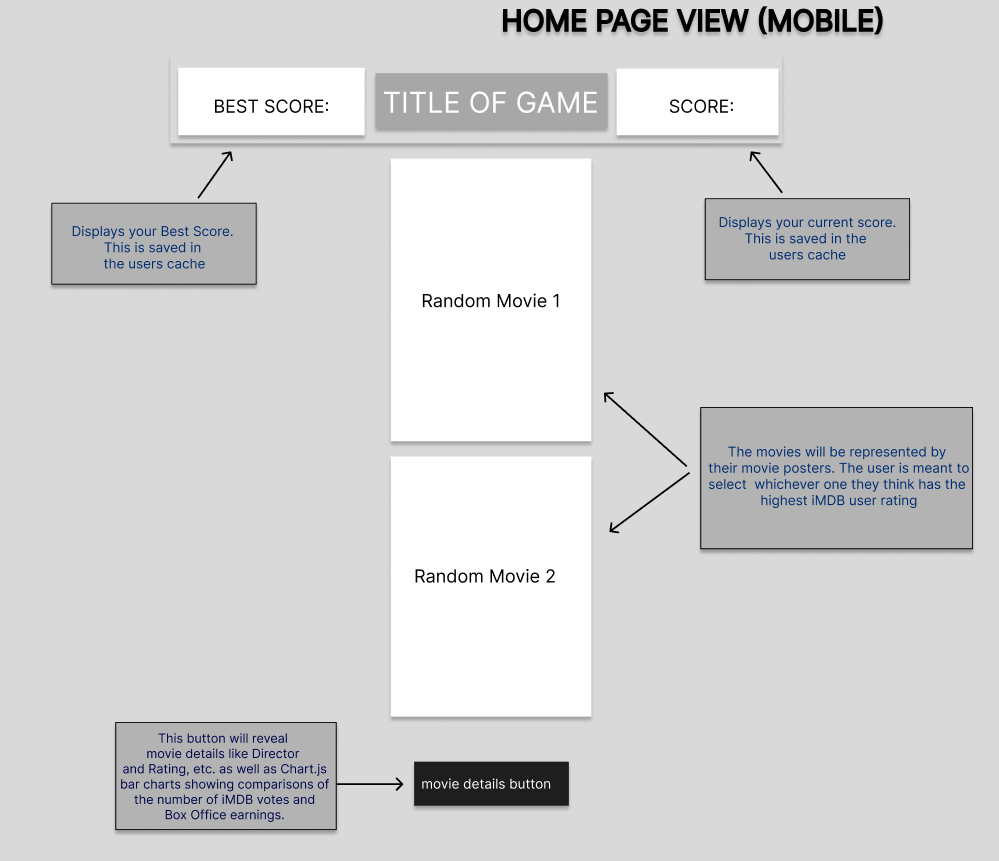 HOME PAGE VIEW (MOBILE)
BEST SCORE:
TITLE OF GAME
SCORE:
Displays your Best Score.
This is saved in
the users cache
Displays your current score.
This is saved in the
users cache
Random Movie 1
The movies will be represented by
their movie posters. The user is meant to
select whichever one they think has the
highest iMDB user rating
Random Movie 2
This button will reveal
movie details like Director
and Rating, etc. as well as Chart.js
bar charts showing comparisons of
the number of iMDB votes and
Box Office earnings.
movie details button